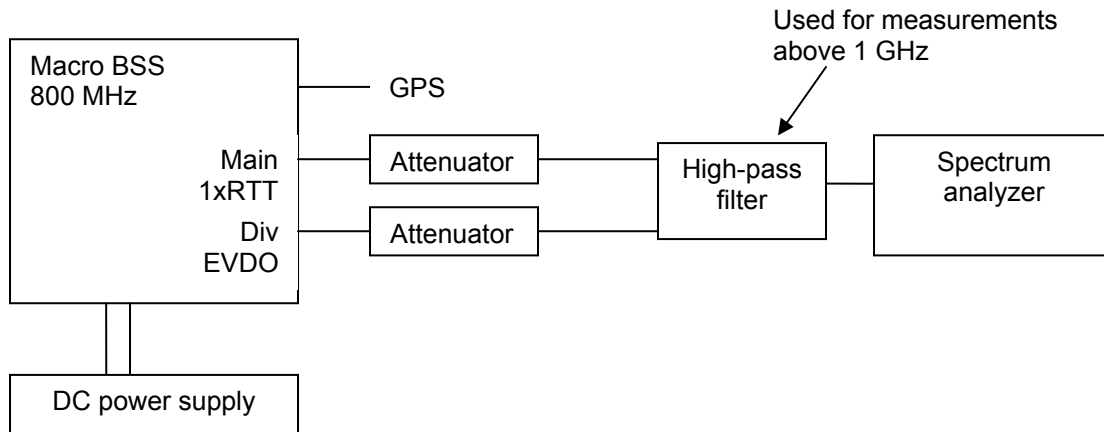 Used for measurements
above 1 GHz
Macro BSS
800 MHz
GPS
Main
1xRTT
Attenuator
Div
EVDO
Attenuator
High-pass
filter
Spectrum
analyzer
DC power supply